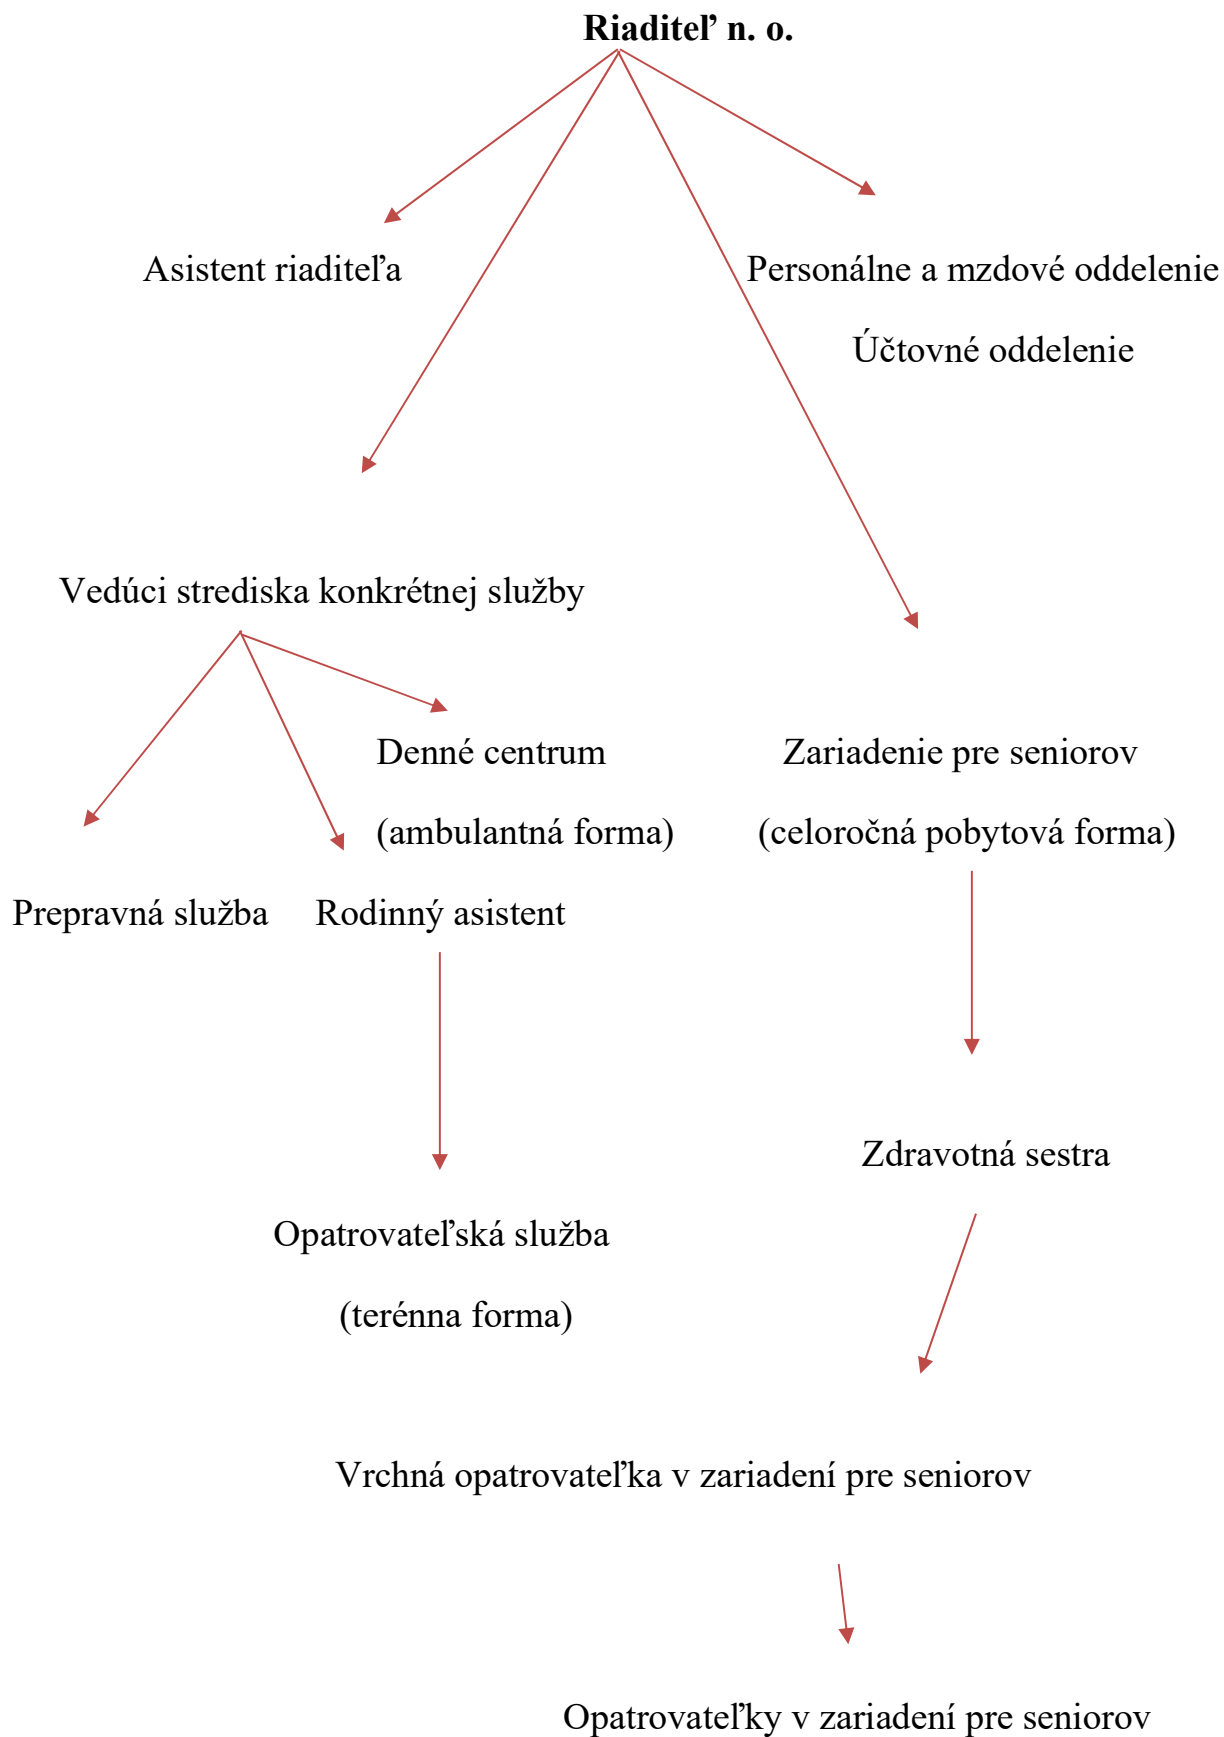 Riaditeľ n. o.
Asistent riaditeľa
Personálne a mzdové oddelenie
Účtovné oddelenie
Vedúci strediska konkrétnej služby
Denné centrum
(ambulantná forma)
Zariadenie pre seniorov
(celoročná pobytová forma)
Prepravná služba
Rodinný asistent
Zdravotná sestra
Opatrovateľská služba
(terénna forma)
Vrchná opatrovateľka v zariadení pre seniorov
Opatrovateľky v zariadení pre seniorov